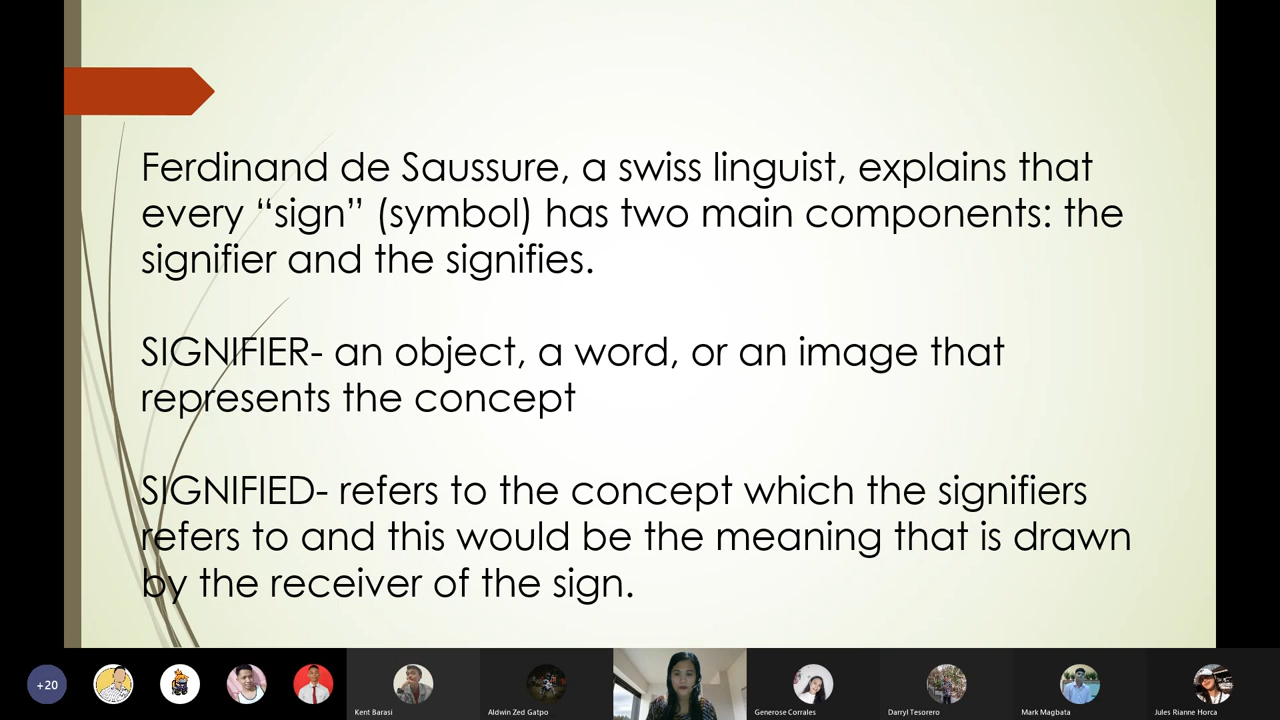 Ferdinand de Saussure, a swiss linguist, explains that
every “sign” (symbol) has two main components: the
signifier and the signifies.
SIGNIFIER- an object, a word, or an image that
represents the concept
SIGNIFIED- refers to the concept which the signifiers
refers to and this would be the meaning that is drawn
by the receiver of the sign.
+20
Kent Barasi
Aldwin Zed Gatpo
Generose Corrales
Darryl Tesorero
Mark Magbata
Jules Rianne Horca